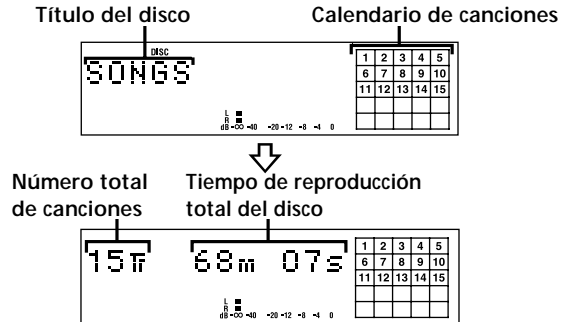 Título del disco Calendario de canciones
DISC
SONGS
1 2 3 4 5
6 7 8 9 10
11 12 13 14 15
L
R
dB -∞ -40 -20 -12 -8 -4 0
Número total de canciones
Tiempo de reproducción total del disco
15Tr 68m 07s
1 2 3 4 5
6 7 8 9 10
11 12 13 14 15
L
R
dB -∞ -40 -20 -12 -8 -4 0